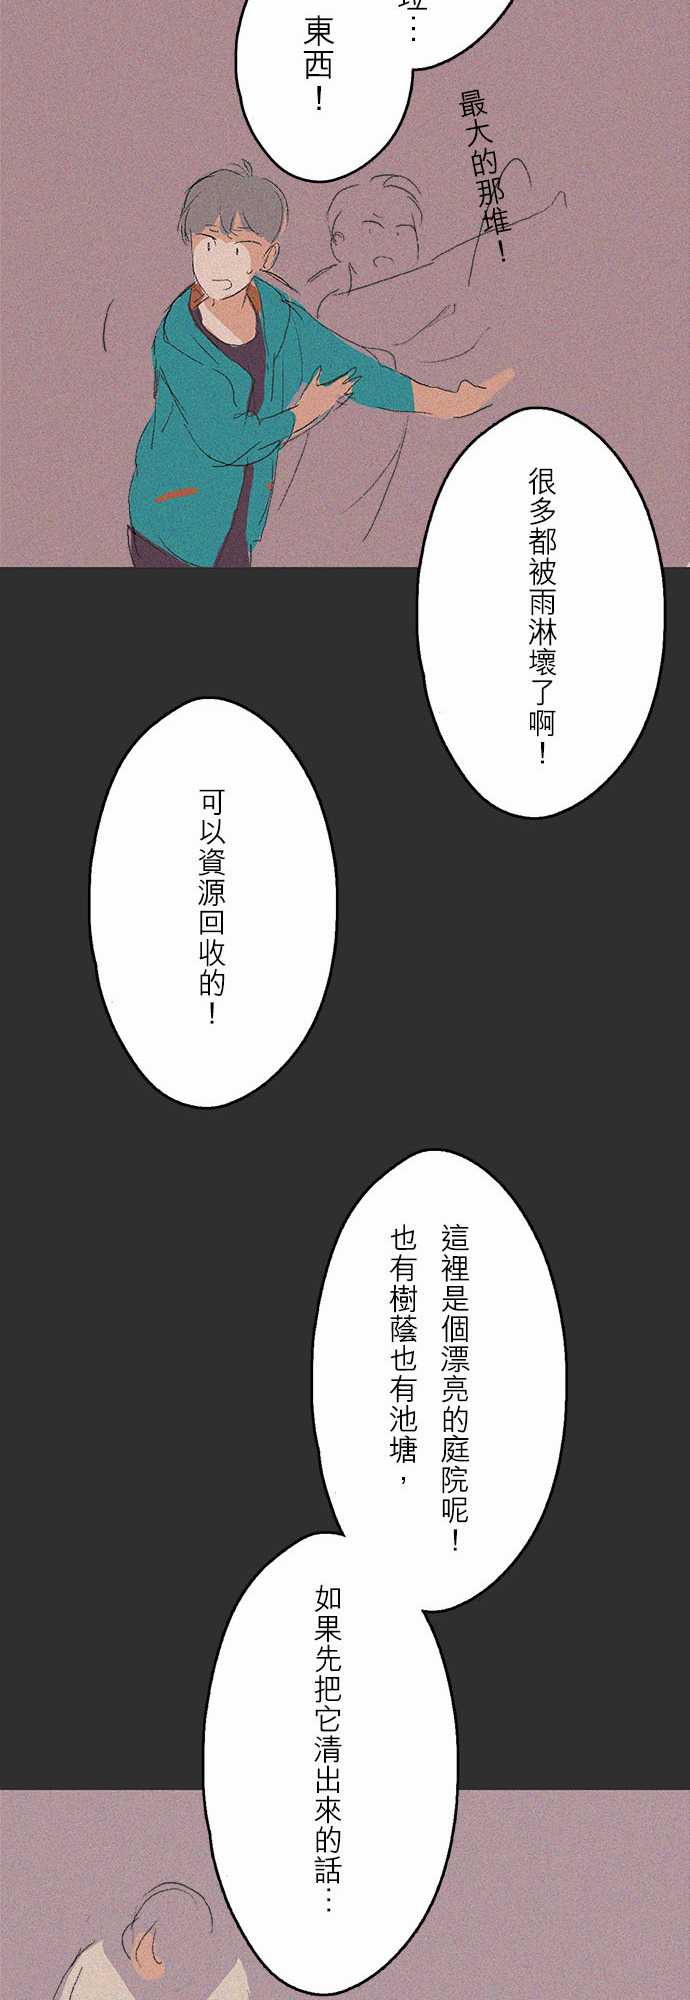 東西！
最大的那堆！
很多都被雨淋壞了啊！
可以資源回收的！
這裡是個漂亮的庭院呢！
也有樹蔭也有池塘，
如果先把它清出來的話…